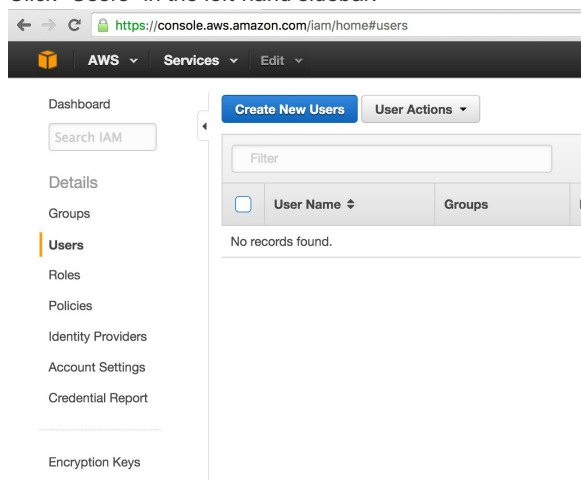 Click "Users" in the left-hand sidebar.
https://console.aws.amazon.com/iam/home#users
AWS Services Edit
Dashboard
Search IAM
Details
Groups
Users
Roles
Policies
Identity Providers
Account Settings
Credential Report
Encryption Keys
Create New Users User Actions
Filter
User Name Groups
No records found.